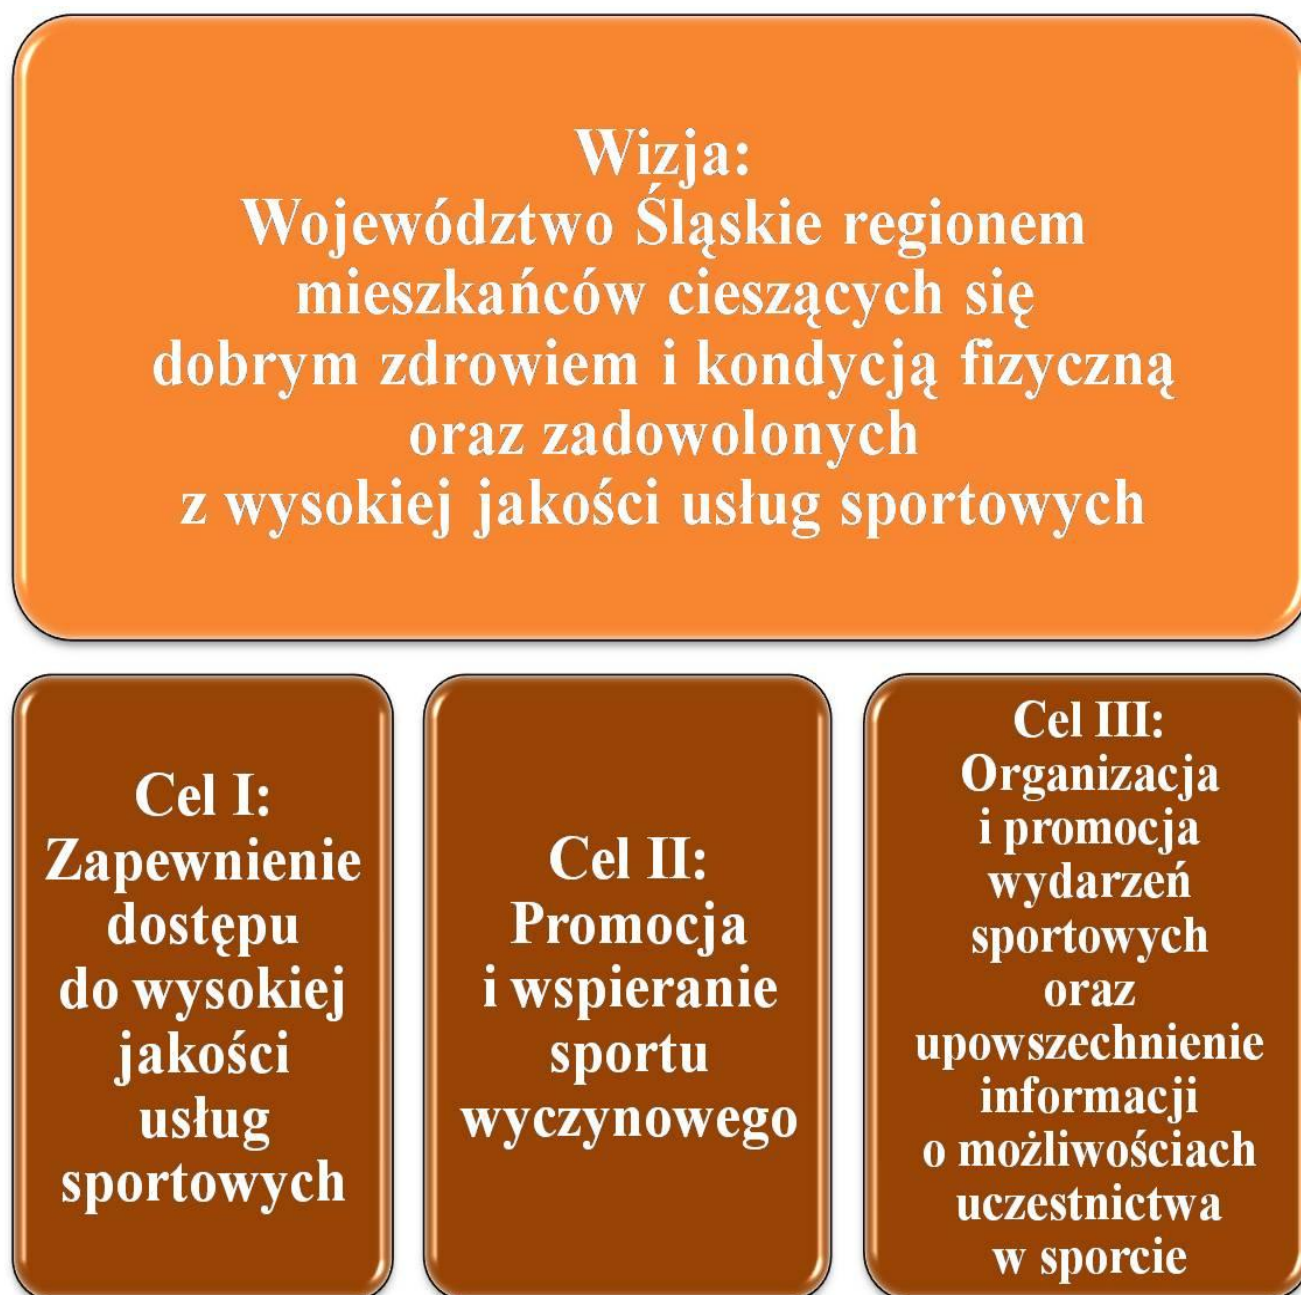 Wizja:
Województwo Śląskie regionem
mieszkańców cieszących się
dobrym zdrowiem i kondycją fizyczną
oraz zadowolonych
z wysokiej jakości usług sportowych
Cel I:
Zapewnienie
dostępu
do wysokiej
jakości
usług
sportowych
Cel II:
Promocja
i wspieranie
sportu
wyczynowego
Cel III:
Organizacja
i promocja
wydarzeń
sportowych
oraz
upowszechnienie
informacji
o możliwościach
uczestnictwa
w sporcie